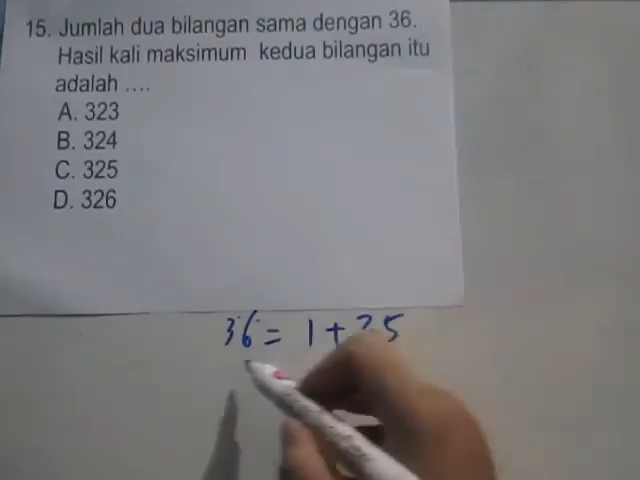 15. Jumlah dua bilangan sama dengan 36.
Hasil kali maksimum kedua bilangan itu
adalah ....
A. 323
B. 324
C. 325
D. 326
36 = 1 + 35